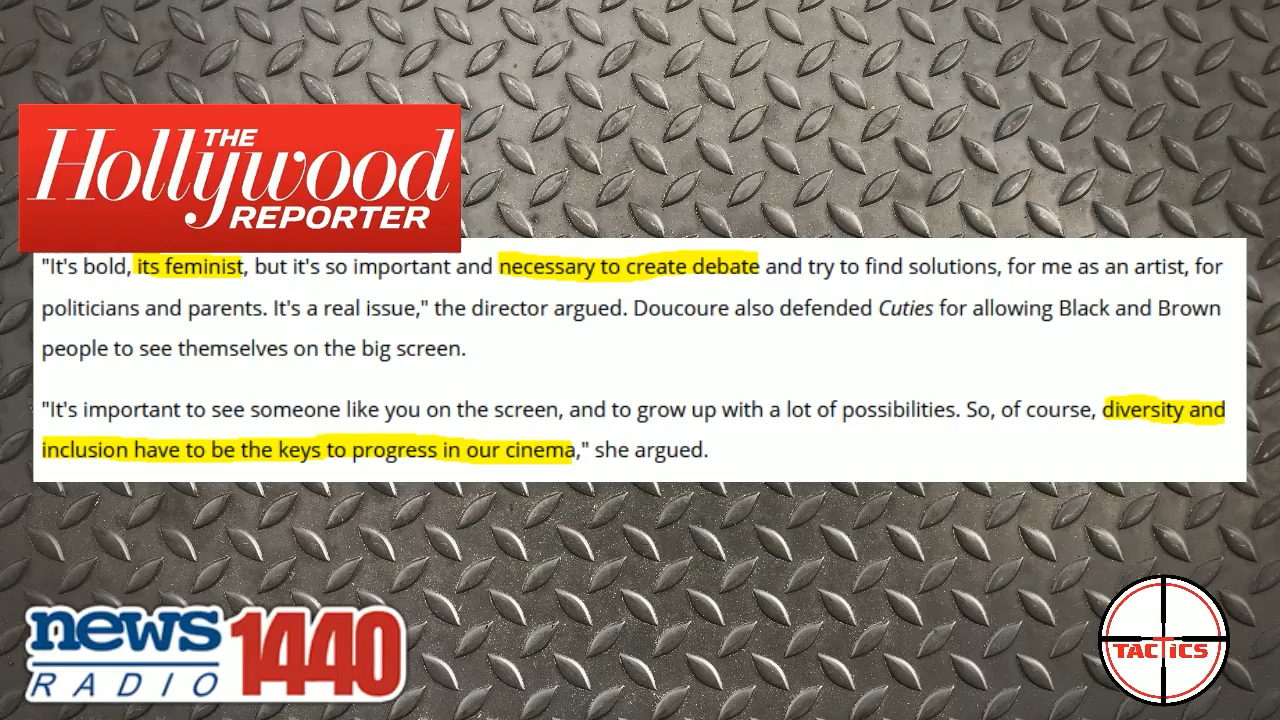 THE
Hollywood
REPORTER
"It's bold, its feminist, but it's so important and necessary to create debate and try to find solutions, for me as an artist, for
politicians and parents. It's a real issue," the director argued. Doucoure also defended Cuties for allowing Black and Brown
people to see themselves on the big screen.
"It's important to see someone like you on the screen, and to grow up with a lot of possibilities. So, of course, diversity and
inclusion have to be the keys to progress in our cinema," she argued.
news 1440
RADIO
TACTICS